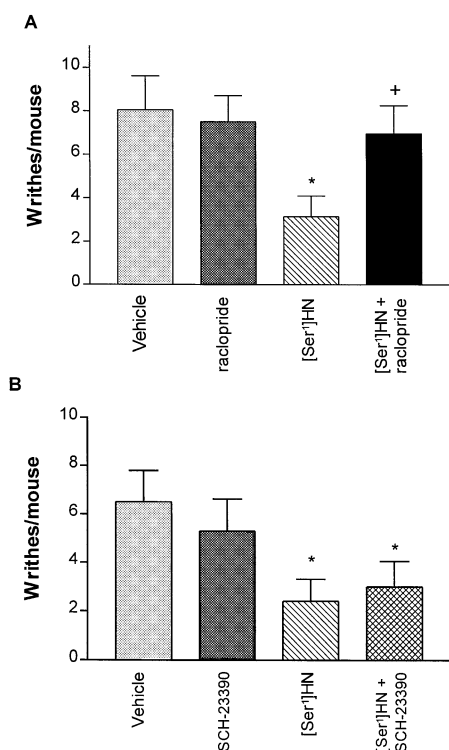 A
10
8
6
4
2
0
Writhes/mouse
*
+
Vehicle
raclopride
[Ser¹]HN
[Ser¹]HN +
raclopride
B
10
8
6
4
2
0
Writhes/mouse
*
*
Vehicle
SCH-23390
[Ser¹]HN
[Ser¹]HN +
SCH-23390